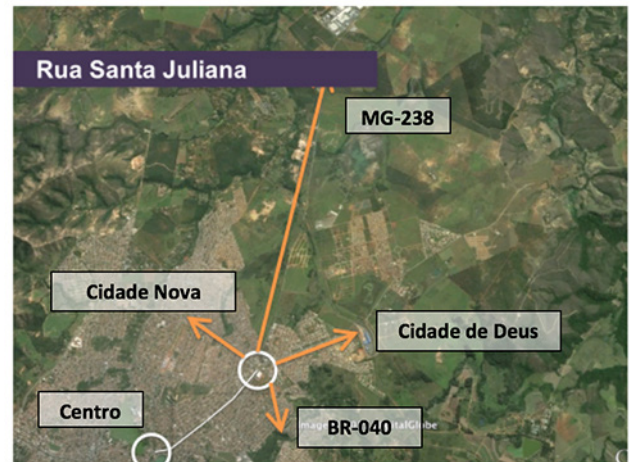 Rua Santa Juliana
MG-238
Cidade Nova
Cidade de Deus
Centro
BR-040